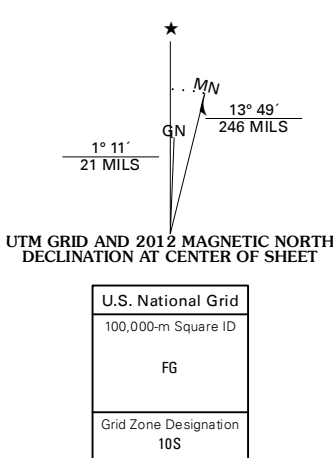 ★
MN
GN
13° 49´
246 MILS
1° 11´
21 MILS
UTM GRID AND 2012 MAGNETIC NORTH
DECLINATION AT CENTER OF SHEET
U.S. National Grid
100,000-m Square ID
FG
Grid Zone Designation
10S